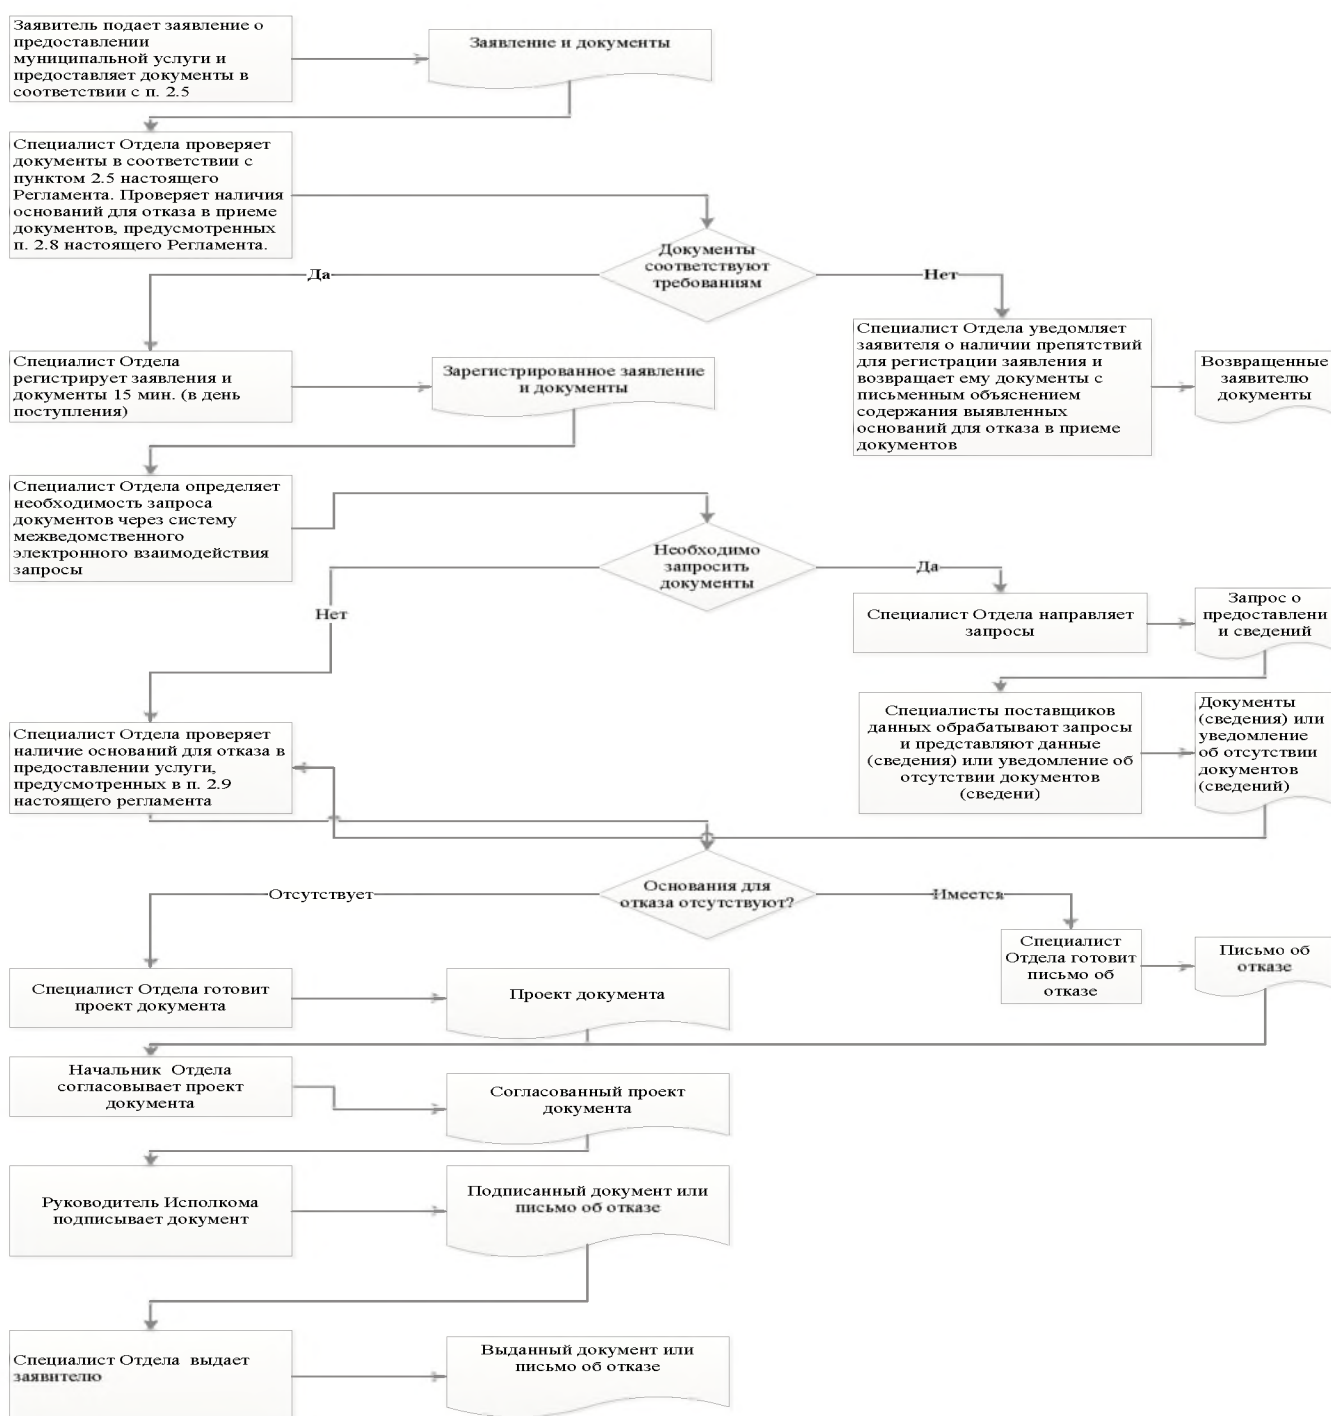 Заявитель подает заявление о
предоставлении
муниципальной услуги и
предоставляет документы в
соответствии с п. 2.5
Заявление и документы
Специалист Отдела проверяет
документы в соответствии с
пунктом 2.5 настоящего
Регламента. Проверяет наличия
оснований для отказа в приеме
документов, предусмотренных
п. 2.8 настоящего Регламента.
Документы
соответствуют
требованиям
Да
Нет
Специалист Отдела
регистрирует заявления и
документы 15 мин. (в день
поступления)
Зарегистрированное заявление
и документы
Специалист Отдела уведомляет
заявителя о наличии препятствий
для регистрации заявления и
возвращает ему документы с
письменным объяснением
содержания выявленных
оснований для отказа в приеме
документов
Возвращенные
заявителю
документы
Специалист Отдела определяет
необходимость запроса
документов через систему
межведомственного
электронного взаимодействия
запросы
Необходимо
запросить
документы
Да
Нет
Специалист Отдела направляет
запросы
Запрос о
предоставлени
и сведений
Специалисты поставщиков
данных обрабатывают запросы
и представляют данные
(сведения) или уведомление об
отсутствии документов
(сведени)
Документы
(сведения) или
уведомление
об отсутствии
документов
(сведений)
Специалист Отдела проверяет
наличие оснований для отказа в
предоставлении услуги,
предусмотренных в п. 2.9
настоящего регламента
Основания для
отказа отсутствуют?
Отсутствует
Имеется
Специалист
Отдела готовит
письмо об
отказе
Письмо об
отказе
Специалист Отдела готовит
проект документа
Проект документа
Начальник Отдела
согласовывает проект
документа
Согласованный проект
документа
Руководитель Исполкома
подписывает документ
Подписанный документ или
письмо об отказе
Специалист Отдела выдает
заявителю
Выданный документ или
письмо об отказе